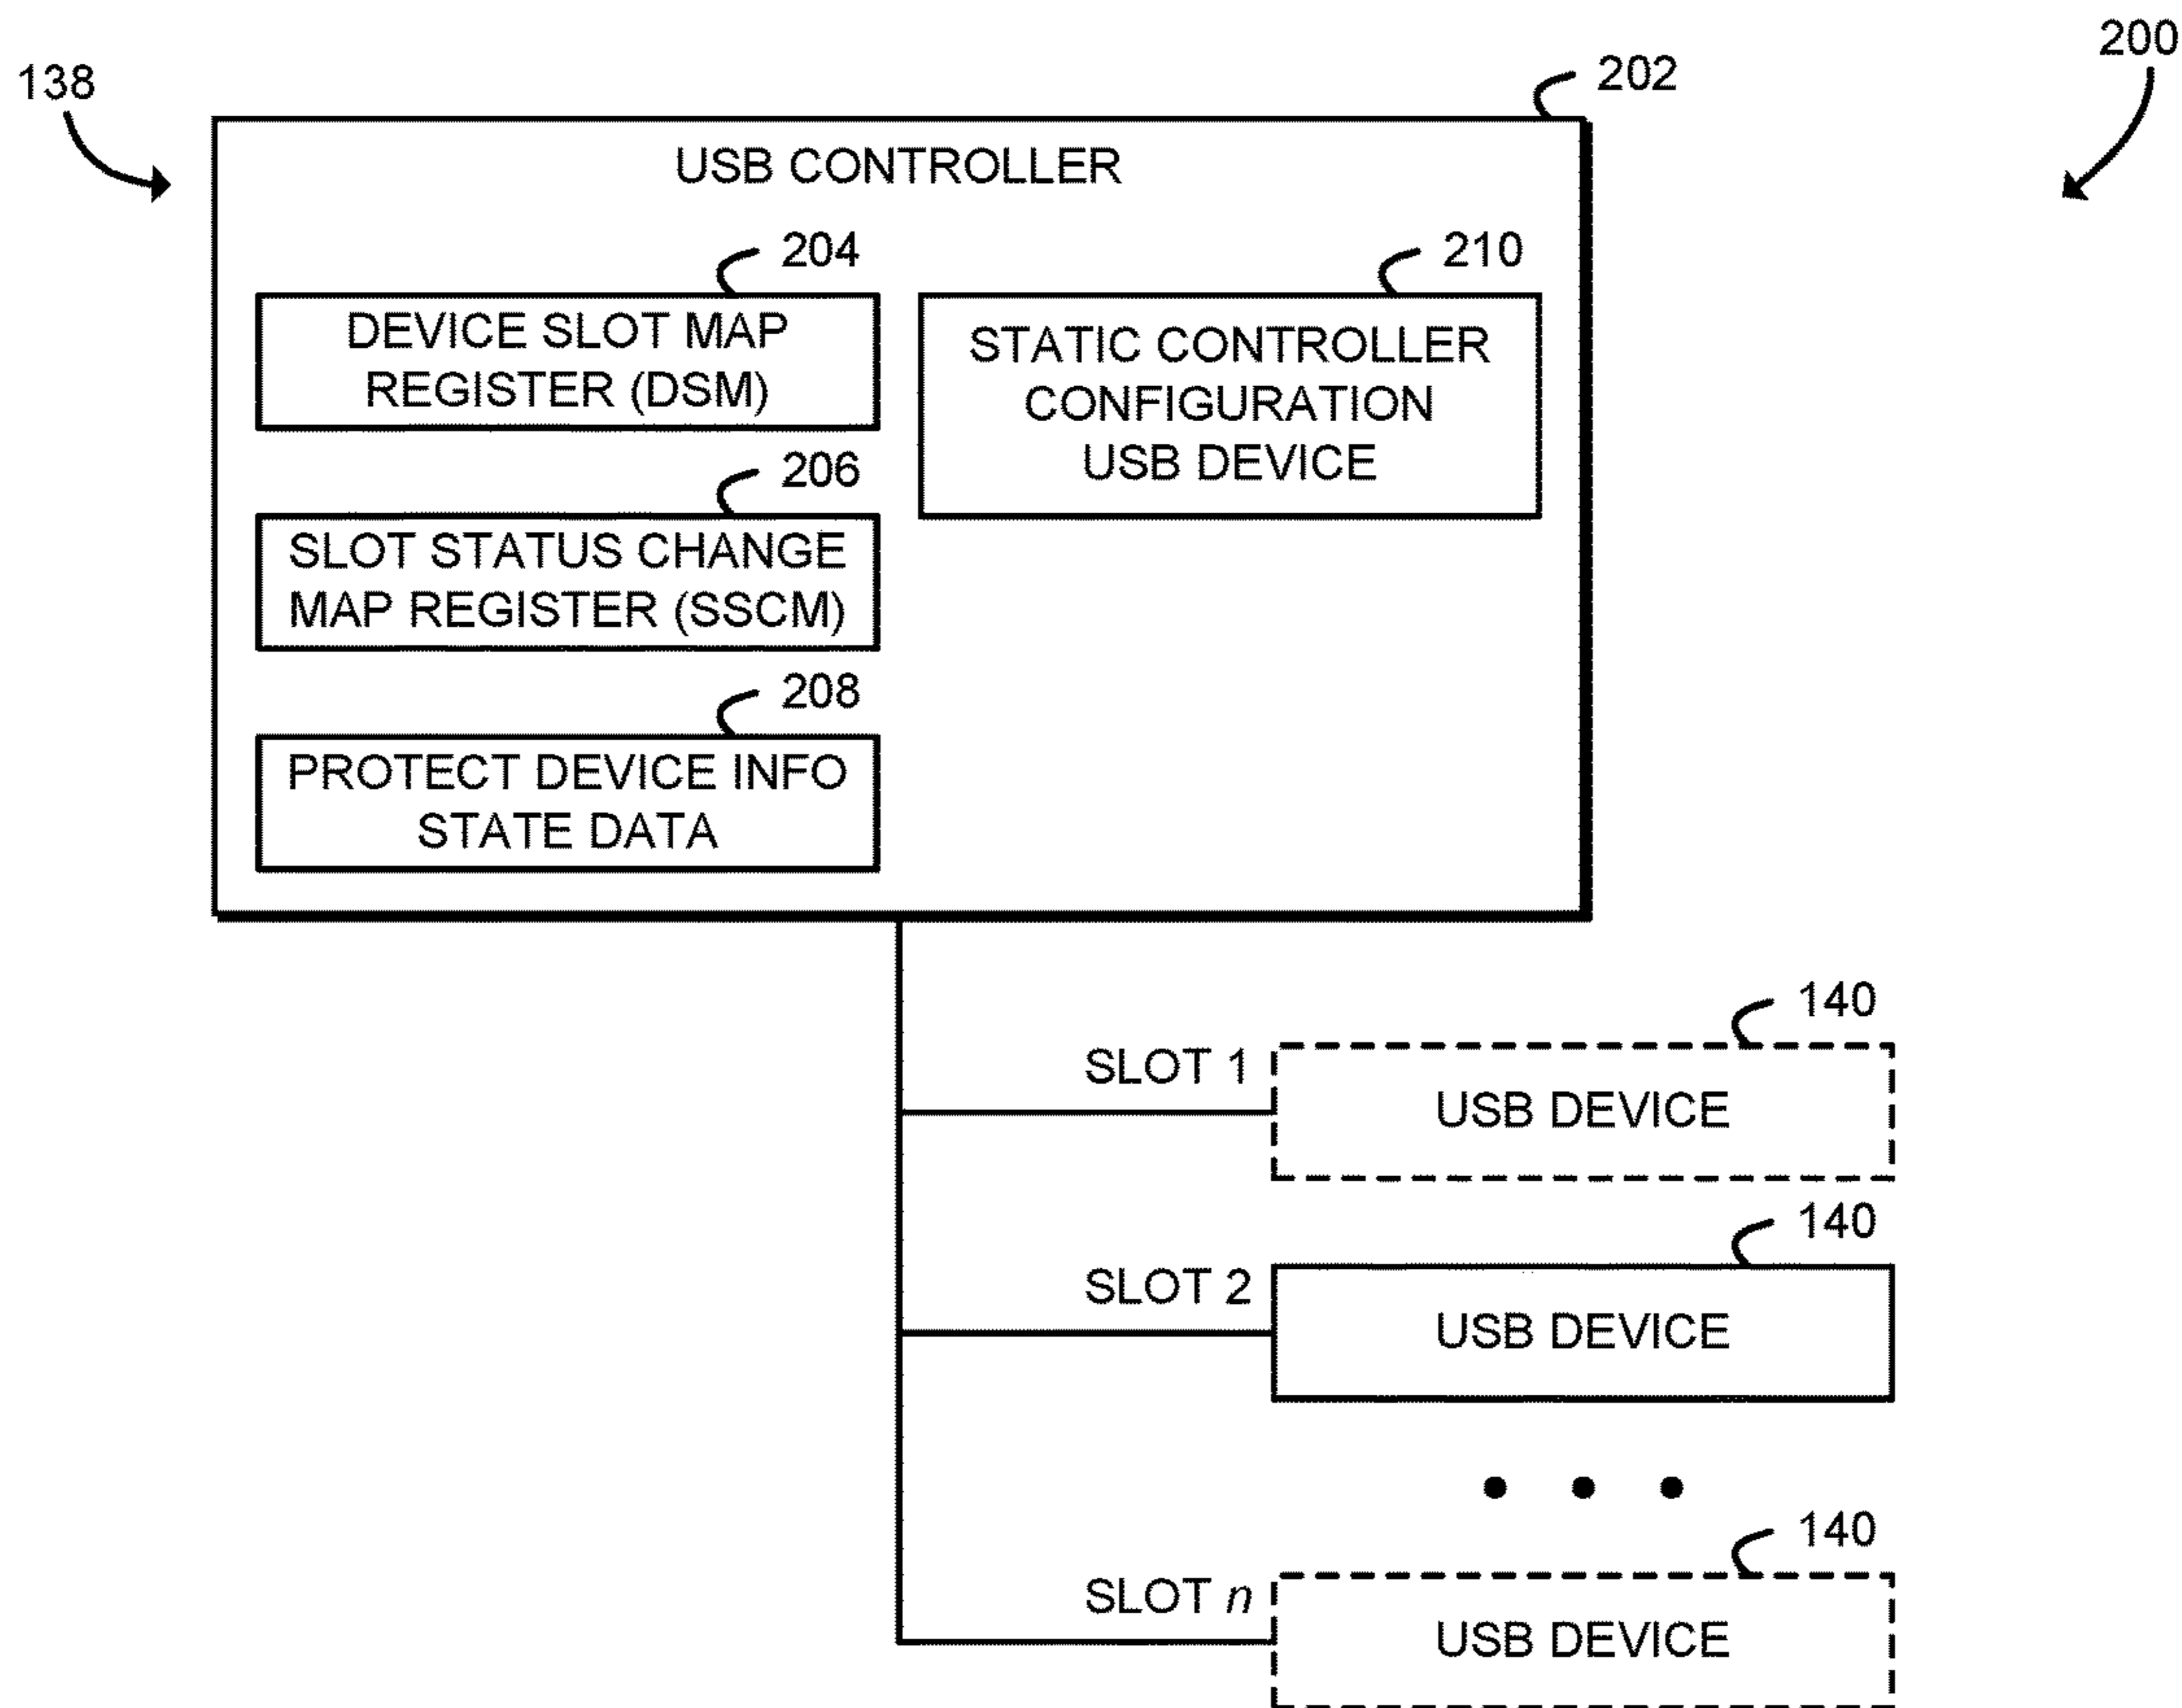 200
138
202
USB CONTROLLER
204
210
DEVICE SLOT MAP
REGISTER (DSM)
STATIC CONTROLLER
CONFIGURATION
USB DEVICE
206
SLOT STATUS CHANGE
MAP REGISTER (SSCM)
208
PROTECT DEVICE INFO
STATE DATA
140
SLOT 1
USB DEVICE
140
SLOT 2
USB DEVICE
140
SLOT n
USB DEVICE